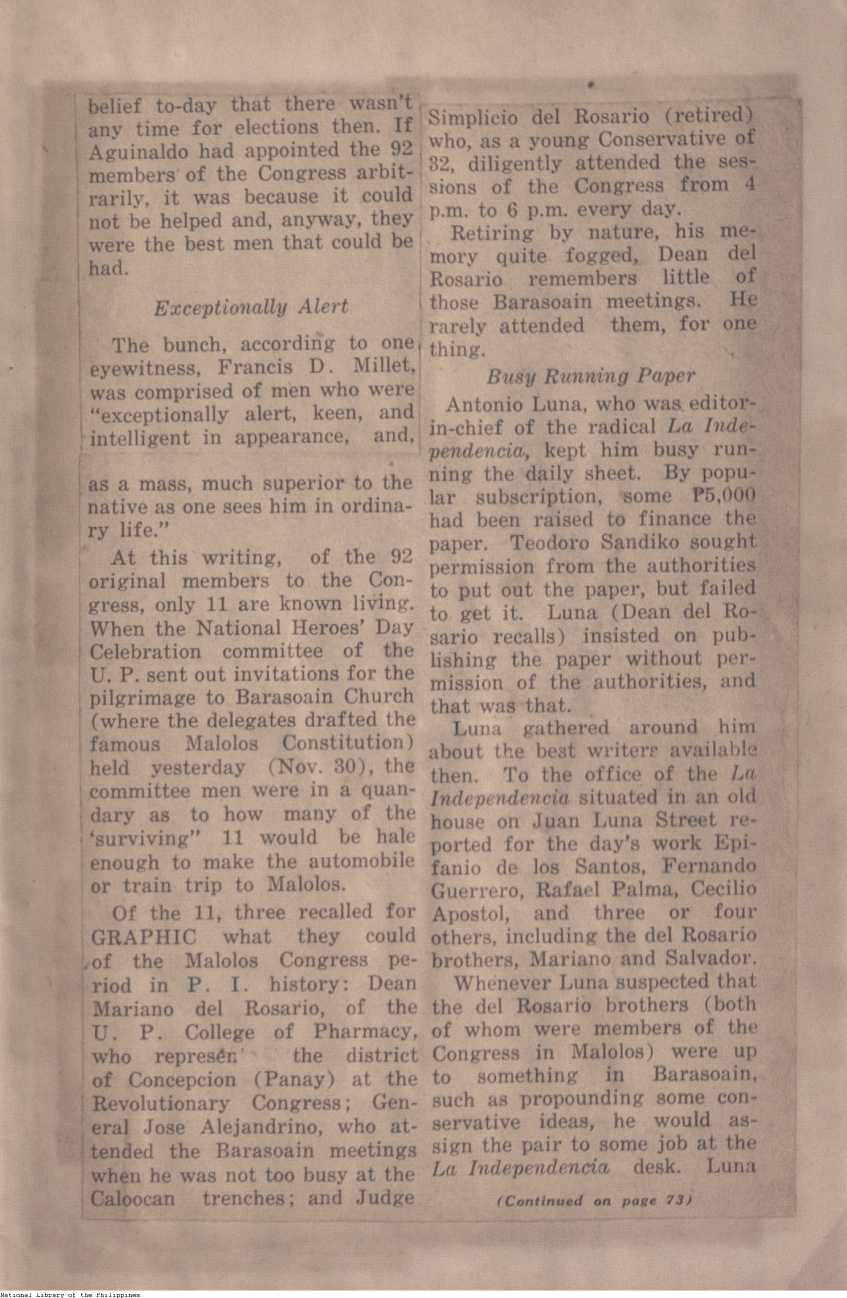 belief to-day that there wasn't
any time for elections then. If
Aguinaldo had appointed the 92
members of the Congress arbit-
rarily, it was because it could
not be helped and, anyway, they
were the best men that could be
had.
Exceptionally Alert
The bunch, according to one
eyewitness, Francis D. Millet,
was comprised of men who were
"exceptionally alert, keen, and
intelligent in appearance, and,
as a mass, much superior to the
native as one sees him in ordina-
ry life."
At this writing, of the 92
original members to the Con-
gress, only 11 are known living.
When the National Heroes' Day
Celebration committee of the
U. P. sent out invitations for the
pilgrimage to Barasoain Church
(where the delegates drafted the
famous Malolos Constitution)
held yesterday (Nov. 30), the
committee men were in a quan-
dary as to how many of the
'surviving" 11 would be hale
enough to make the automobile
or train trip to Malolos.
Of the 11, three recalled for
GRAPHIC what they could
of the Malolos Congress pe-
riod in P. I. history: Dean
Mariano del Rosario, of the
U. P. College of Pharmacy,
who the district
of Concepcion (Panay) at the
Revolutionary Congress; Gen-
eral Jose Alejandrino, who at-
tended the Barasoain meetings
when he was not too busy at the
Caloocan trenches; and Judge
Simplicio del Rosario (retired)
who, as a young Conservative of
32, diligently attended the ses-
sions of the Congress from 4
p.m. to 6 p.m. every day.
Retiring by nature, his me-
mory quite fogged, Dean del
Rosario remembers little of
those Barasoain meetings. He
rarely attended them, for one
thing.
Busy Running Paper
Antonio Luna, who was editor-
in-chief of the radical La Inde-
pendencia, kept him busy run-
ning the daily sheet. By popu-
lar subscription, some ₱5,000
had been raised to finance the
paper. Teodoro Sandiko sought
permission from the authorities
to put out the paper, but failed
to get it. Luna (Dean del Ro-
sario recalls) insisted on pub-
lishing the paper without per-
mission of the authorities, and
that was that.
Luna gathered around him
about the best writers available
then. To the office of the La
Independencia situated in an old
house on Juan Luna Street re-
ported for the day's work Epi-
fanio de los Santos, Fernando
Guerrero, Rafael Palma, Cecilio
Apostol, and three or four
others, including the del Rosario
brothers, Mariano and Salvador.
Whenever Luna suspected that
the del Rosario brothers (both
of whom were members of the
Congress in Malolos) were up
to something in Barasoain,
such as propounding some con-
servative ideas, he would as-
sign the pair to some job at the
La Independencia desk. Luna
(Continued on page 73)
National Library of the Philippines